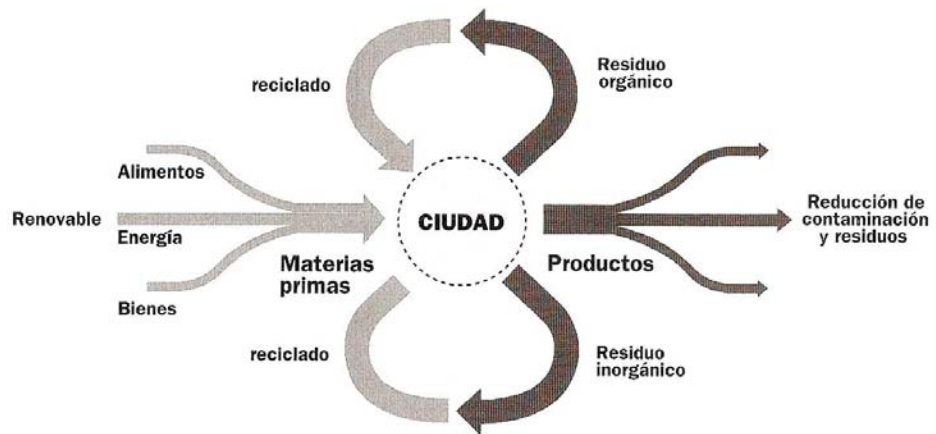 reciclado
Residuo
orgánico
Alimentos
Renovable
Energía
Bienes
Materias
primas
CIUDAD
Productos
Reducción de
contaminación
y residuos
reciclado
Residuo
inorgánico